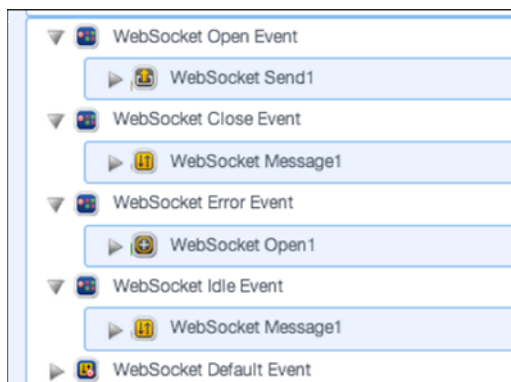 WebSocket Open Event
WebSocket Send1
WebSocket Close Event
WebSocket Message1
WebSocket Error Event
WebSocket Open1
WebSocket Idle Event
WebSocket Message1
WebSocket Default Event